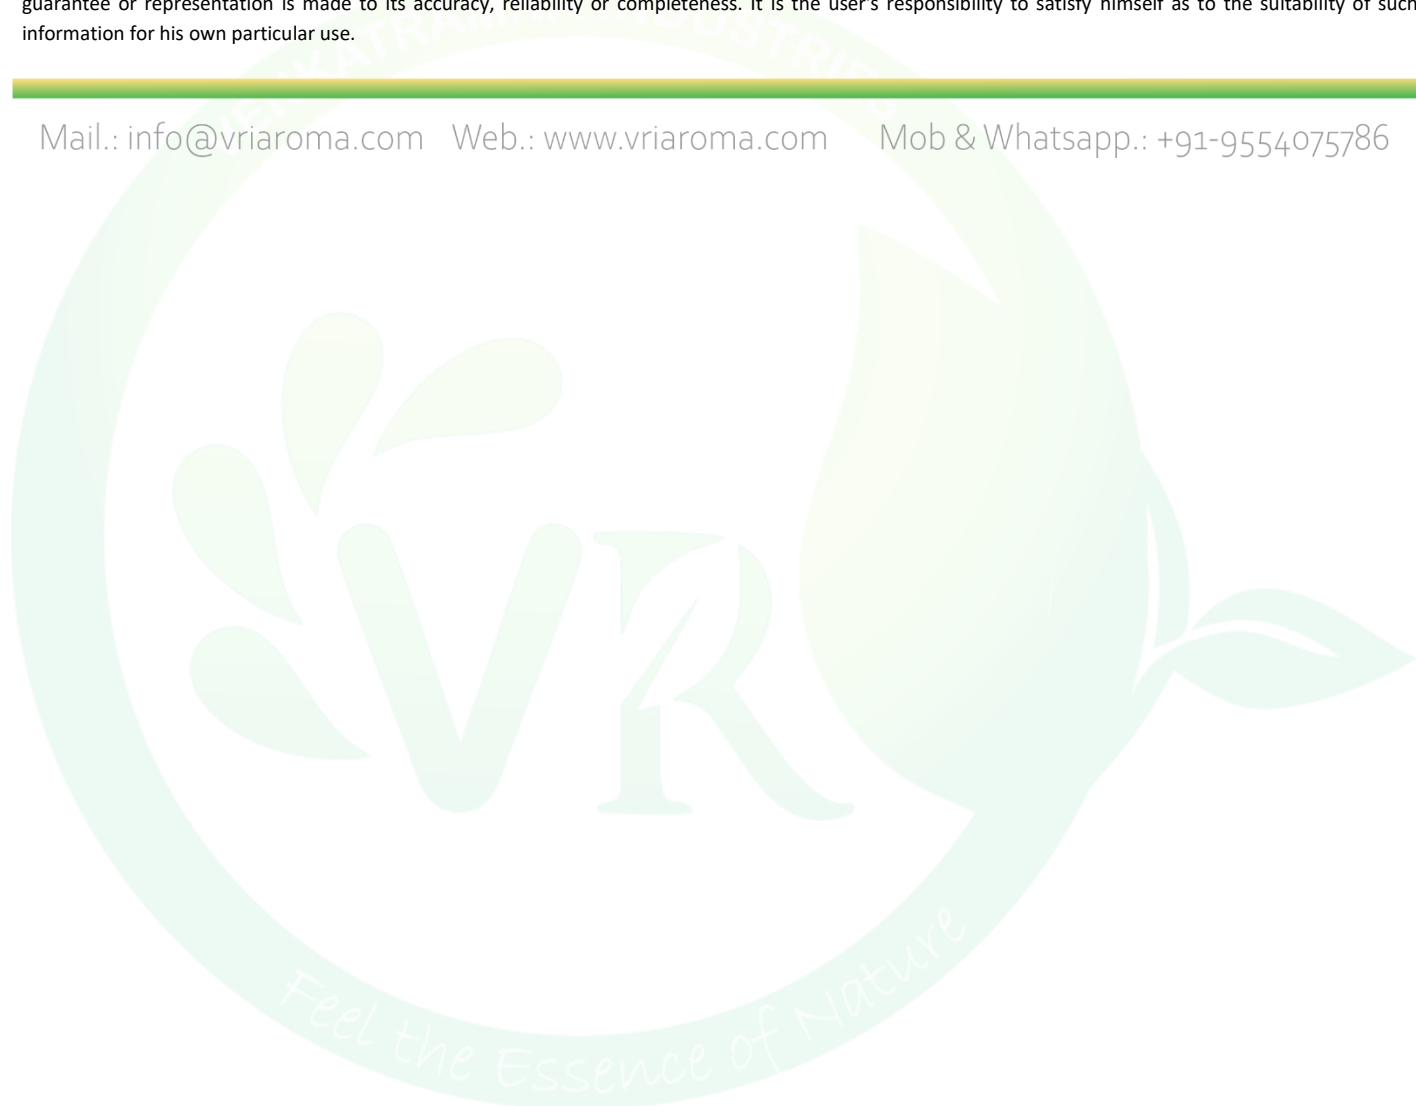 guarantee or representation is made to its accuracy, reliability or completeness. It is the user's responsibility to satisfy himself as to the suitability of such
information for his own particular use.
Mail.: info@vriaroma.com Web.: www.vriaroma.com Mob & Whatsapp.: +91-9554075786
VR
Feel the Essence of Nature